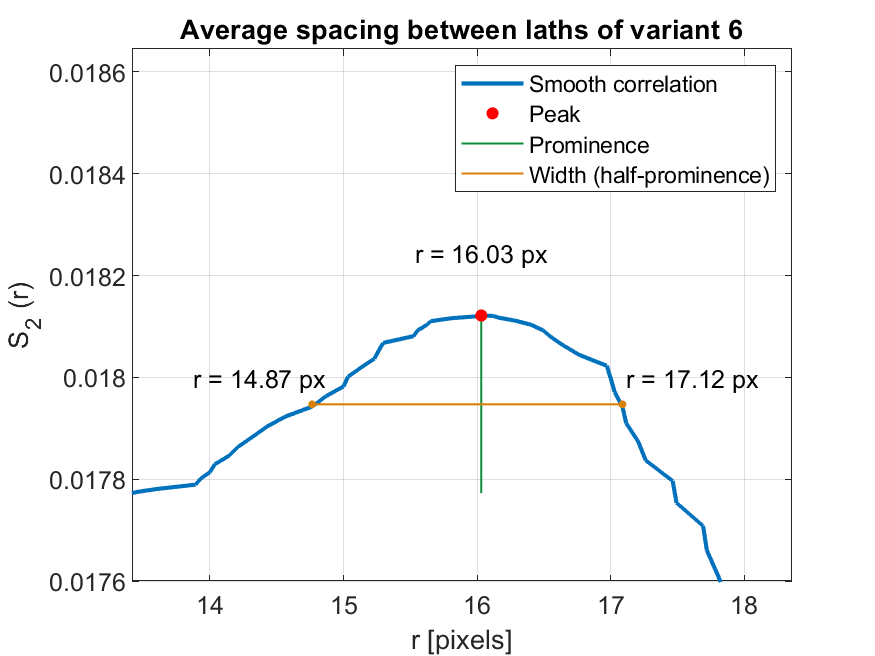 Average spacing between laths of variant 6
Smooth correlation
Peak
Prominence
Width (half-prominence)
r = 16.03 px
r = 14.87 px
r = 17.12 px
S2 (r)
0.0186
0.0184
0.0182
0.018
0.0178
0.0176
14
15
16
17
18
r [pixels]